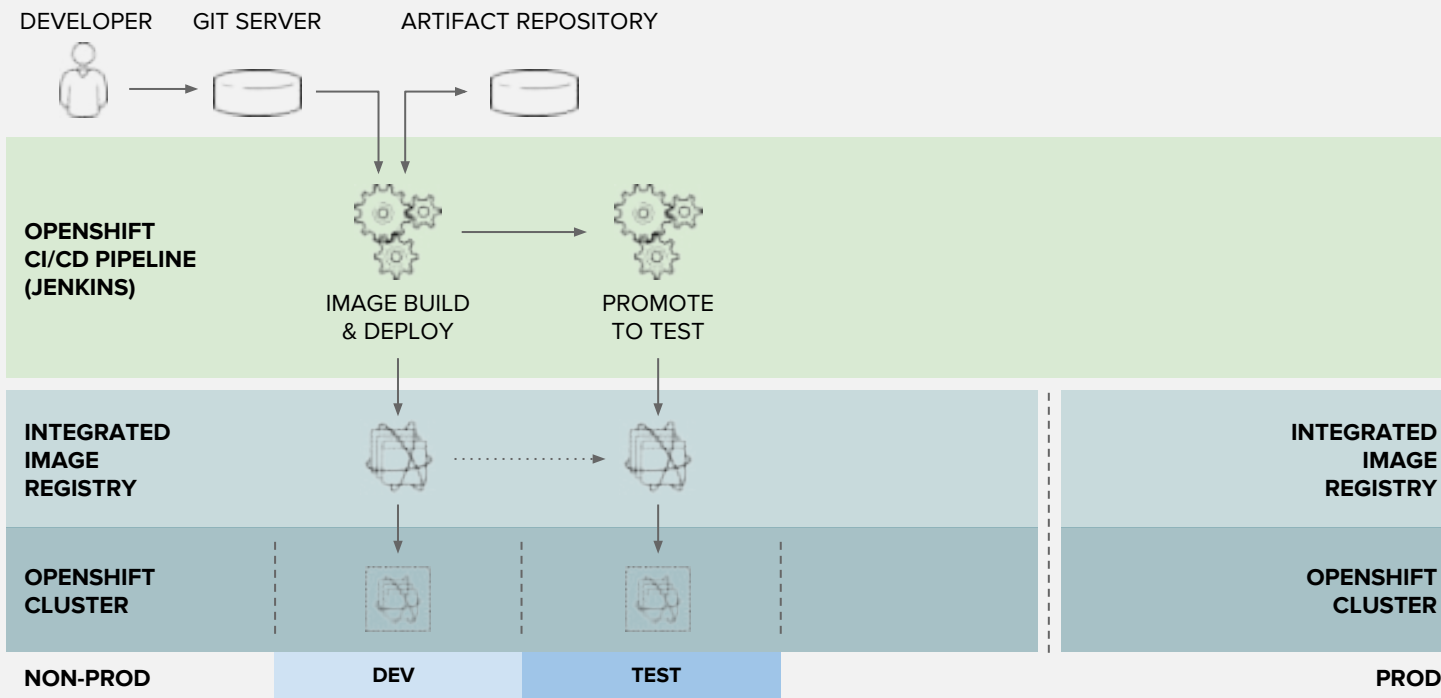 DEVELOPER
GIT SERVER
ARTIFACT REPOSITORY
OPENSHIFT
CI/CD PIPELINE
(JENKINS)
IMAGE BUILD
& DEPLOY
PROMOTE
TO TEST
INTEGRATED
IMAGE
REGISTRY
INTEGRATED
IMAGE
REGISTRY
OPENSHIFT
CLUSTER
OPENSHIFT
CLUSTER
NON-PROD
DEV
TEST
PROD